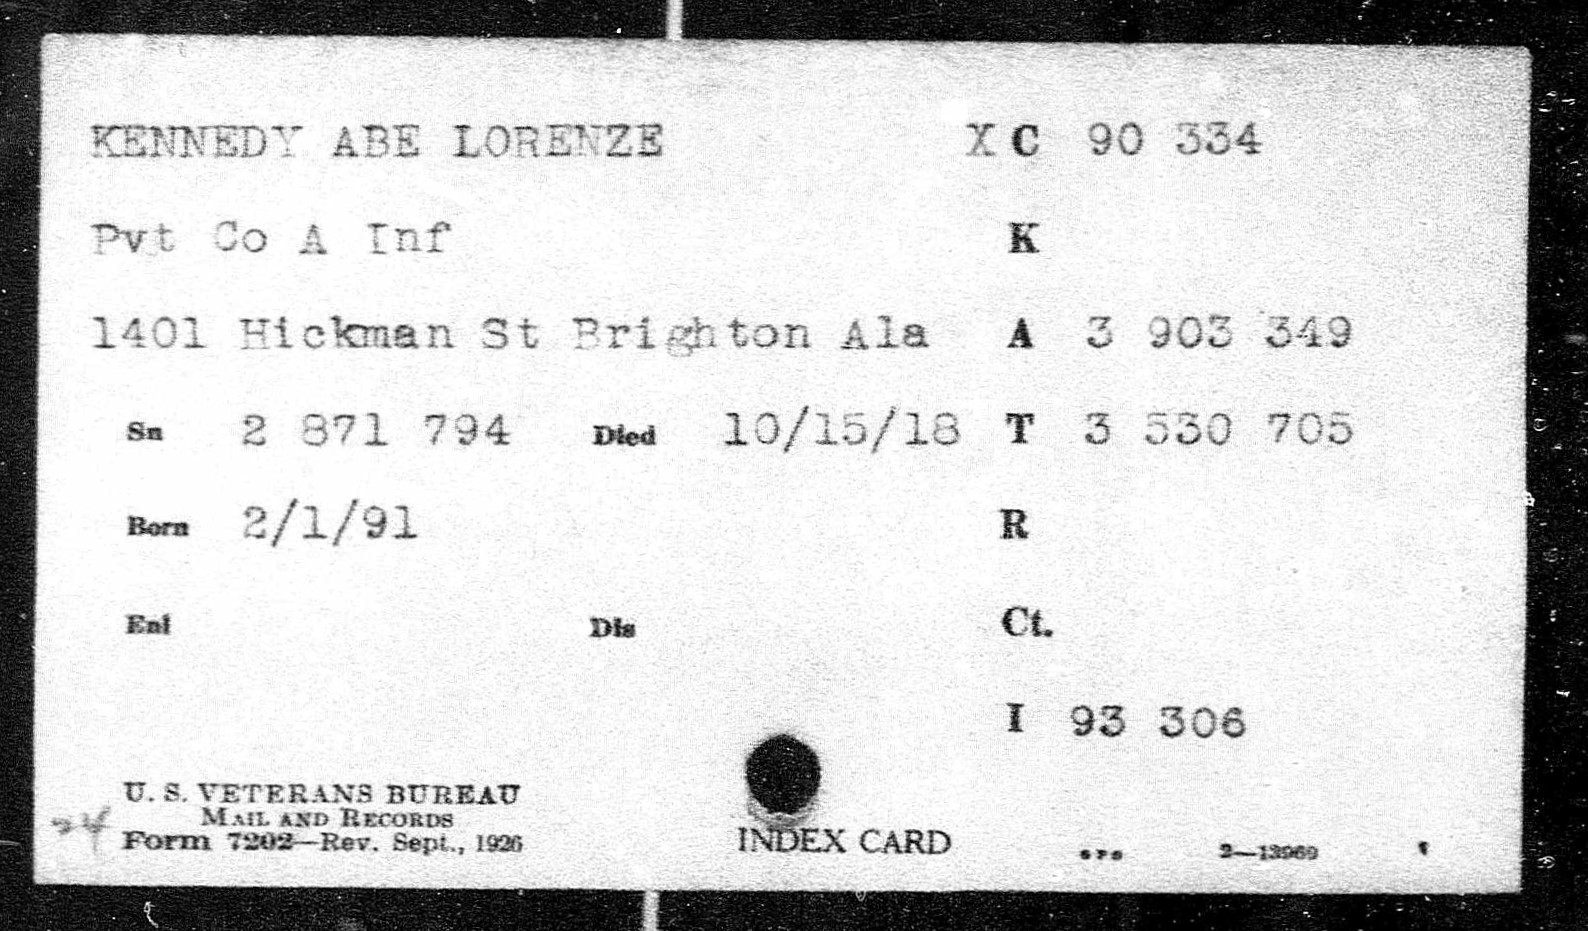 KENNEDY ABE LORENZE XC 90 334
Pvt Co A Inf K
1401 Hickman St Brighton Ala A 3 903 349
Sn 2 871 794 Died 10/15/18 T 3 530 705
Born 2/1/91 R
Enl Dis Ct.
I 93 306
U. S. VETERANS BUREAU
MAIL AND RECORDS
Form 7202—Rev. Sept., 1926
INDEX CARD GPO 2—13969